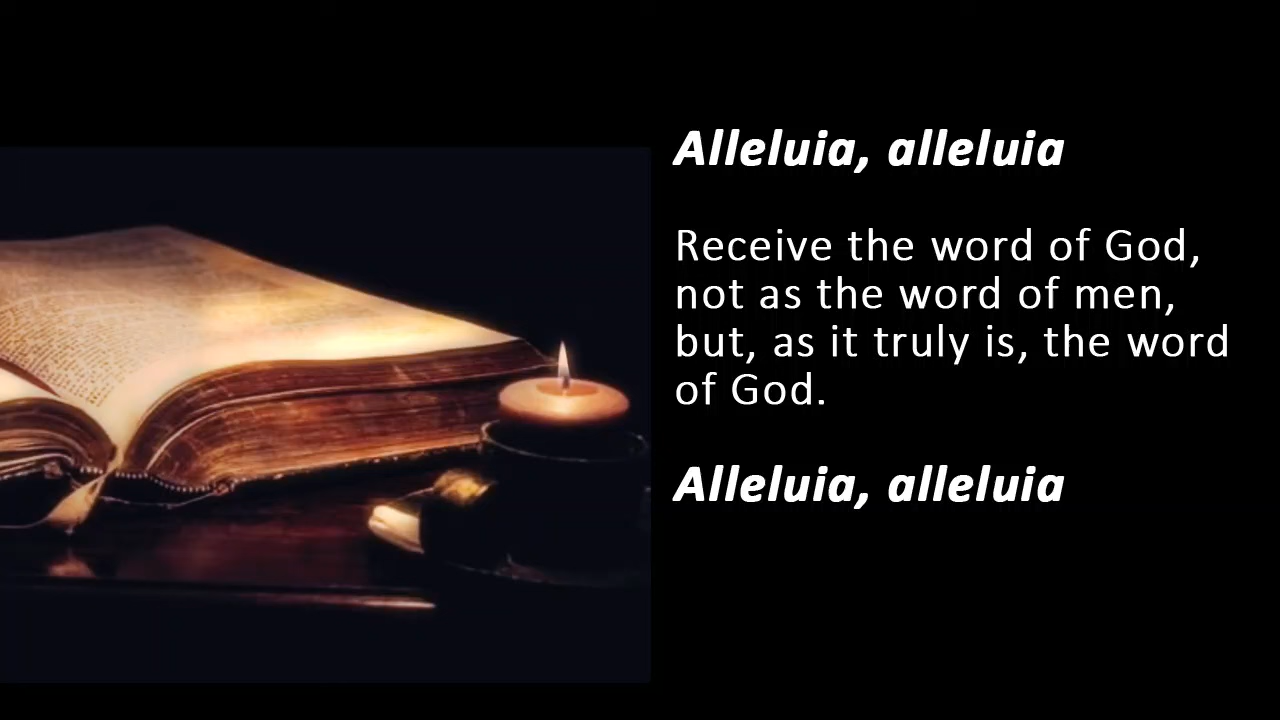 Alleluia, alleluia
Receive the word of God,
not as the word of men,
but, as it truly is, the word
of God.
Alleluia, alleluia